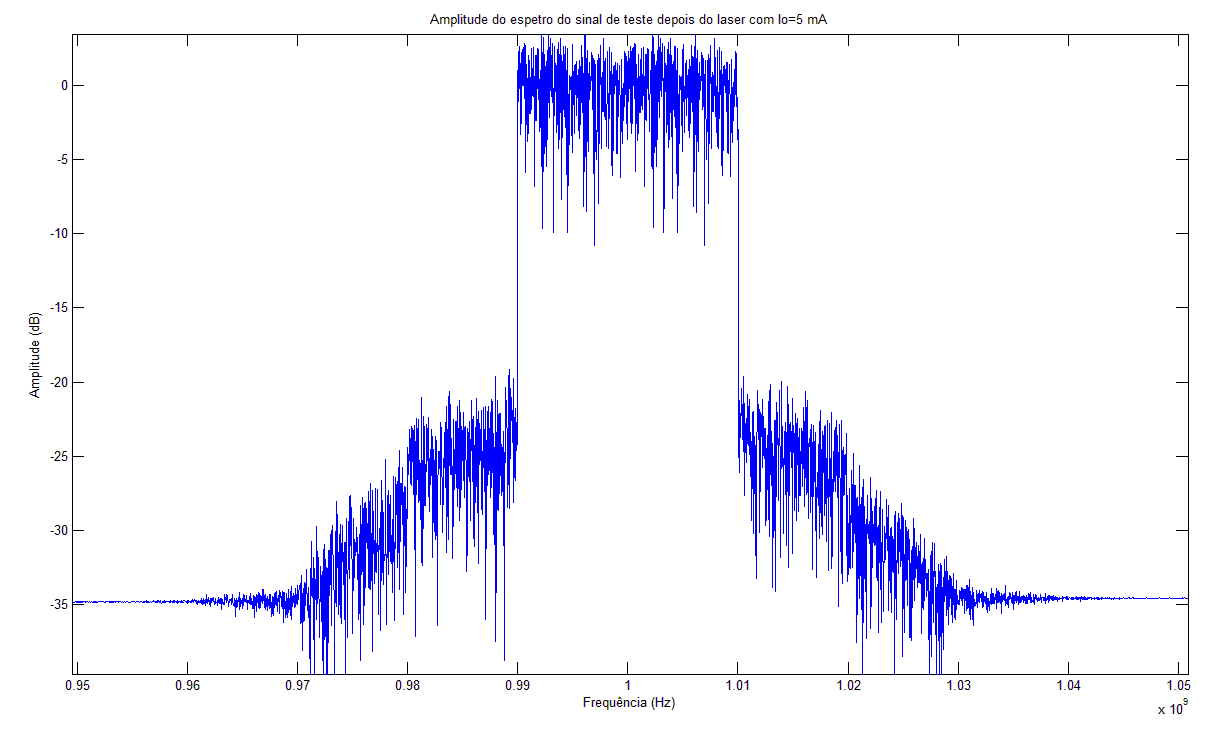 Amplitude do espetro do sinal de teste depois do laser com Io=5 mA
Amplitude (dB)
0
-5
-10
-15
-20
-25
-30
-35
0.95 0.96 0.97 0.98 0.99 1 1.01 1.02 1.03 1.04 1.05
Frequência (Hz)
x 10^9